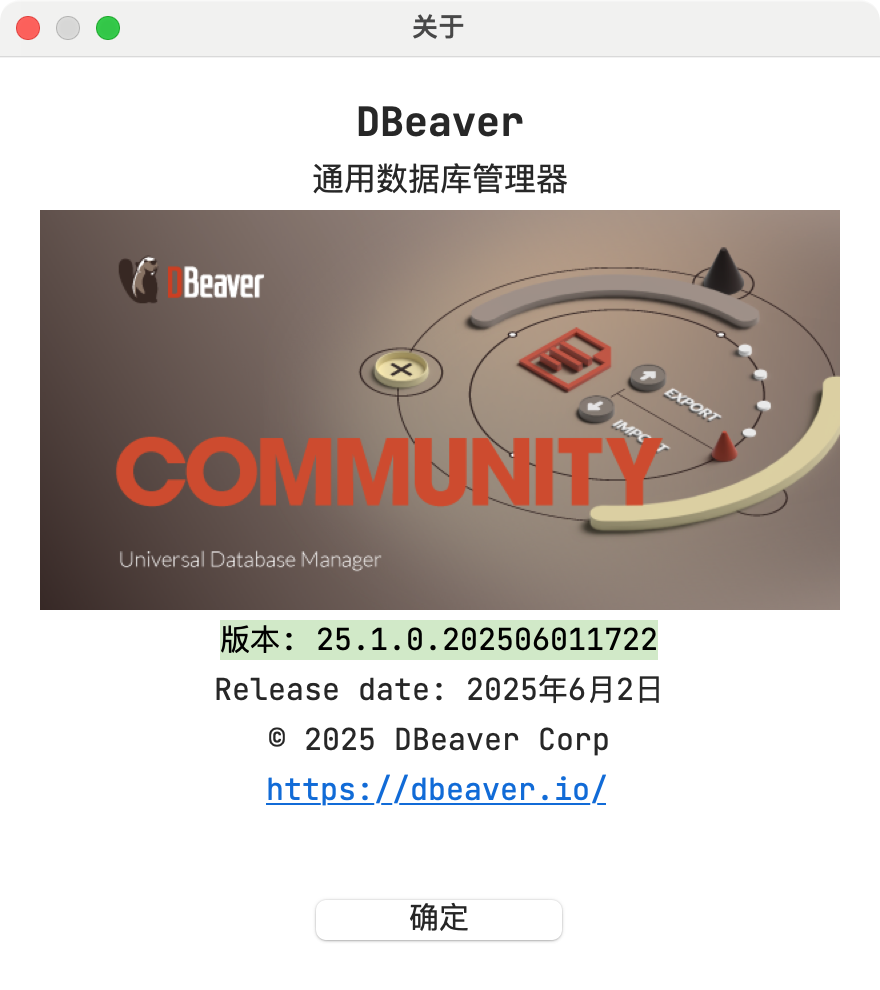 关于
DBeaver
通用数据库管理器
DBeaver
EXPORT
IMPORT
COMMUNITY
Universal Database Manager
版本: 25.1.0.202506011722
Release date: 2025年6月2日
© 2025 DBeaver Corp
https://dbeaver.io/
确定